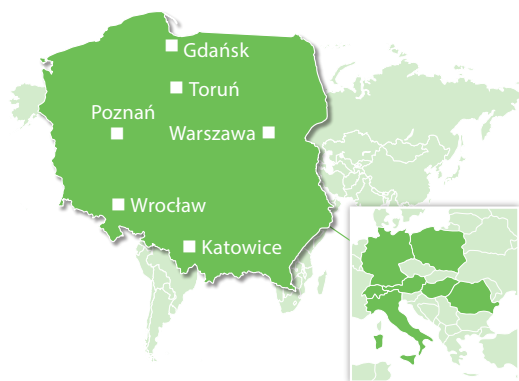 Gdańsk
Toruń
Poznań
Warszawa
Wrocław
Katowice